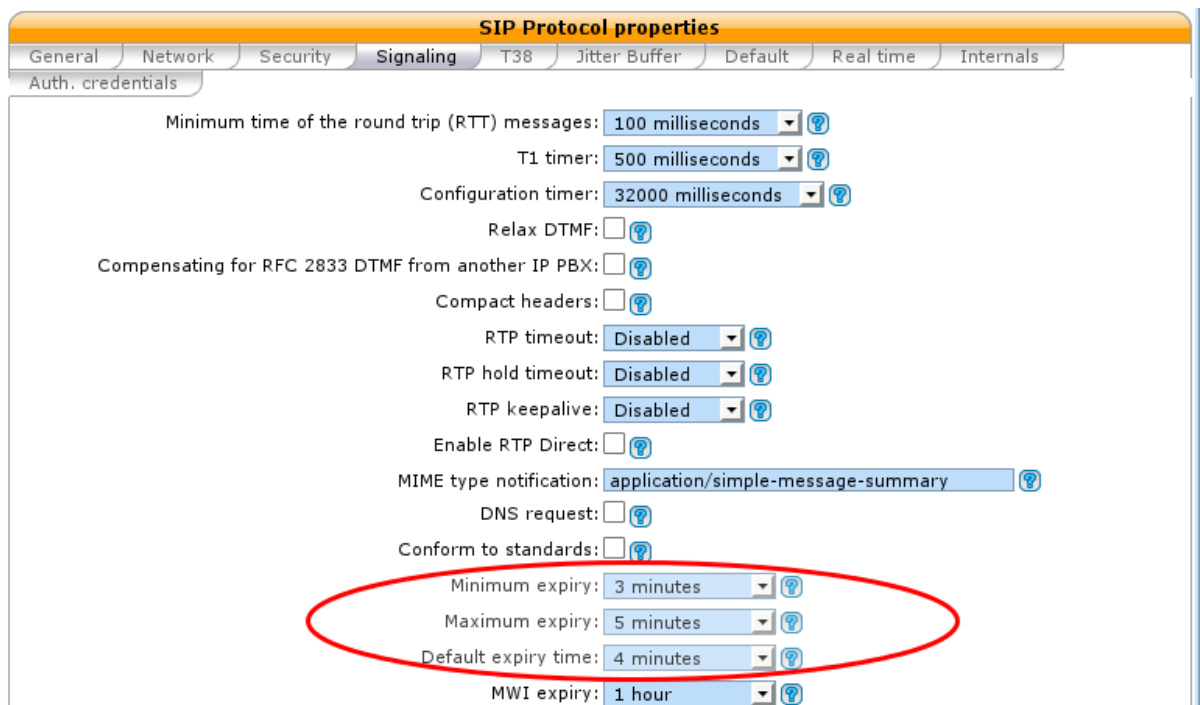 SIP Protocol properties
General Network Security Signaling T38 Jitter Buffer Default Real time Internals
Auth. credentials
Minimum time of the round trip (RTT) messages: 100 milliseconds ?
T1 timer: 500 milliseconds ?
Configuration timer: 32000 milliseconds ?
Relax DTMF: ?
Compensating for RFC 2833 DTMF from another IP PBX: ?
Compact headers: ?
RTP timeout: Disabled ?
RTP hold timeout: Disabled ?
RTP keepalive: Disabled ?
Enable RTP Direct: ?
MIME type notification: application/simple-message-summary ?
DNS request: ?
Conform to standards: ?
Minimum expiry: 3 minutes ?
Maximum expiry: 5 minutes ?
Default expiry time: 4 minutes ?
MWI expiry: 1 hour ?